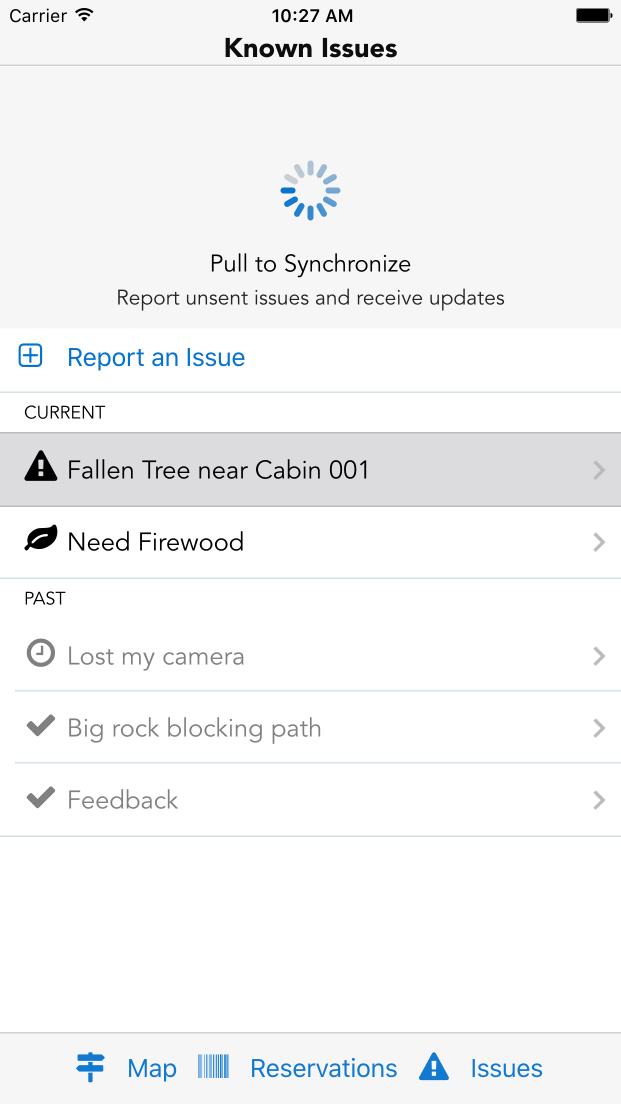 Carrier 10:27 AM
Known Issues
Pull to Synchronize
Report unsent issues and receive updates
Report an Issue
CURRENT
Fallen Tree near Cabin 001
Need Firewood
PAST
Lost my camera
Big rock blocking path
Feedback
Map Reservations Issues